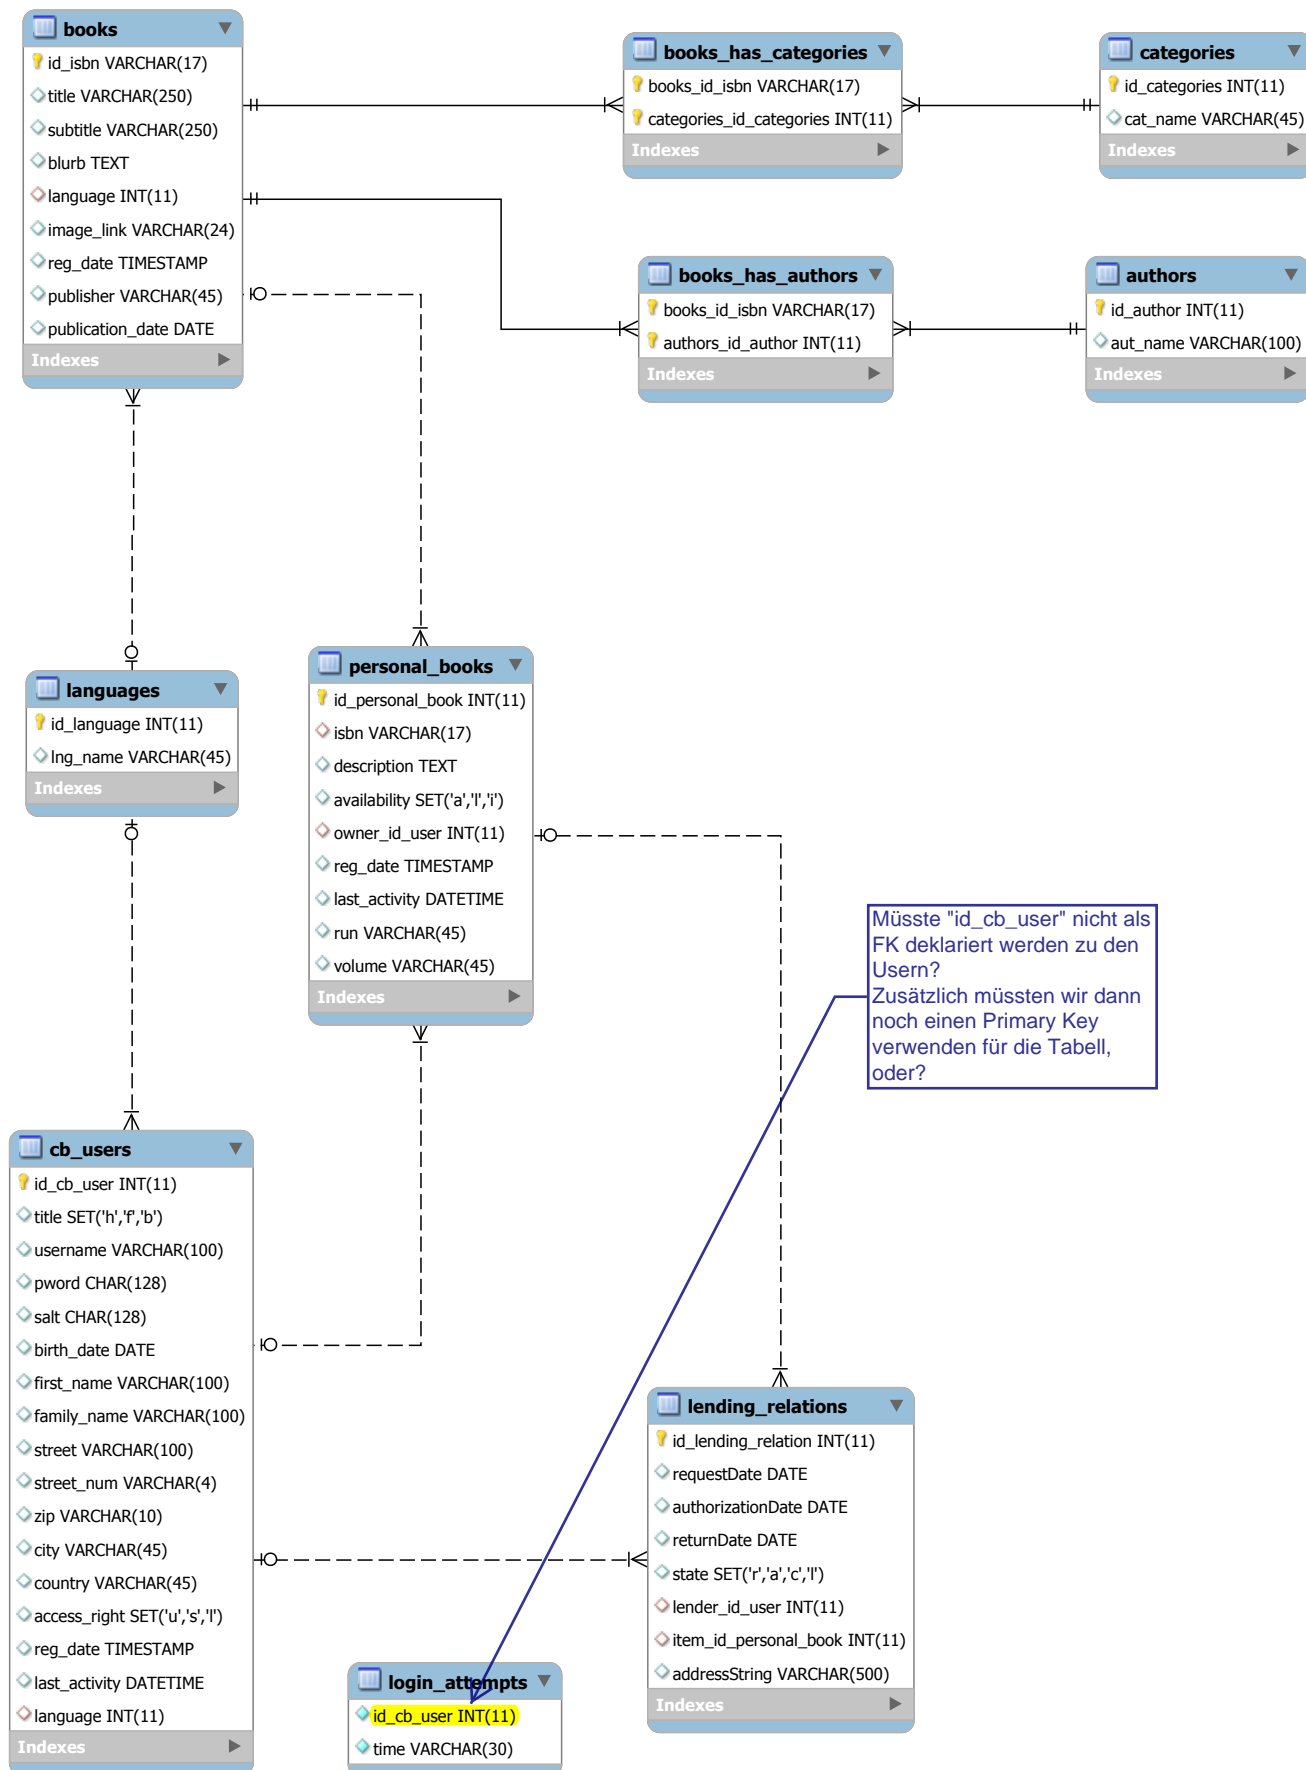 books
id_isbn VARCHAR(17)
title VARCHAR(250)
subtitle VARCHAR(250)
blurb TEXT
language INT(11)
image_link VARCHAR(24)
reg_date TIMESTAMP
publisher VARCHAR(45)
publication_date DATE
Indexes
books_has_categories
books_id_isbn VARCHAR(17)
categories_id_categories INT(11)
Indexes
categories
id_categories INT(11)
cat_name VARCHAR(45)
Indexes
books_has_authors
books_id_isbn VARCHAR(17)
authors_id_author INT(11)
Indexes
authors
id_author INT(11)
aut_name VARCHAR(100)
Indexes
languages
id_language INT(11)
lng_name VARCHAR(45)
Indexes
personal_books
id_personal_book INT(11)
isbn VARCHAR(17)
description TEXT
availability SET('a','l','i')
owner_id_user INT(11)
reg_date TIMESTAMP
last_activity DATETIME
run VARCHAR(45)
volume VARCHAR(45)
Indexes
Müsste "id_cb_user" nicht als
FK deklariert werden zu den
Usern?
Zusätzlich müssten wir dann
noch einen Primary Key
verwenden für die Tabell,
oder?
cb_users
id_cb_user INT(11)
title SET('h','f','b')
username VARCHAR(100)
pword CHAR(128)
salt CHAR(128)
birth_date DATE
first_name VARCHAR(100)
family_name VARCHAR(100)
street VARCHAR(100)
street_num VARCHAR(4)
zip VARCHAR(10)
city VARCHAR(45)
country VARCHAR(45)
access_right SET('u','s','l')
reg_date TIMESTAMP
last_activity DATETIME
language INT(11)
Indexes
lending_relations
id_lending_relation INT(11)
requestDate DATE
authorizationDate DATE
returnDate DATE
state SET('r','a','c','l')
lender_id_user INT(11)
item_id_personal_book INT(11)
addressString VARCHAR(500)
Indexes
login_attempts
id_cb_user INT(11)
time VARCHAR(30)